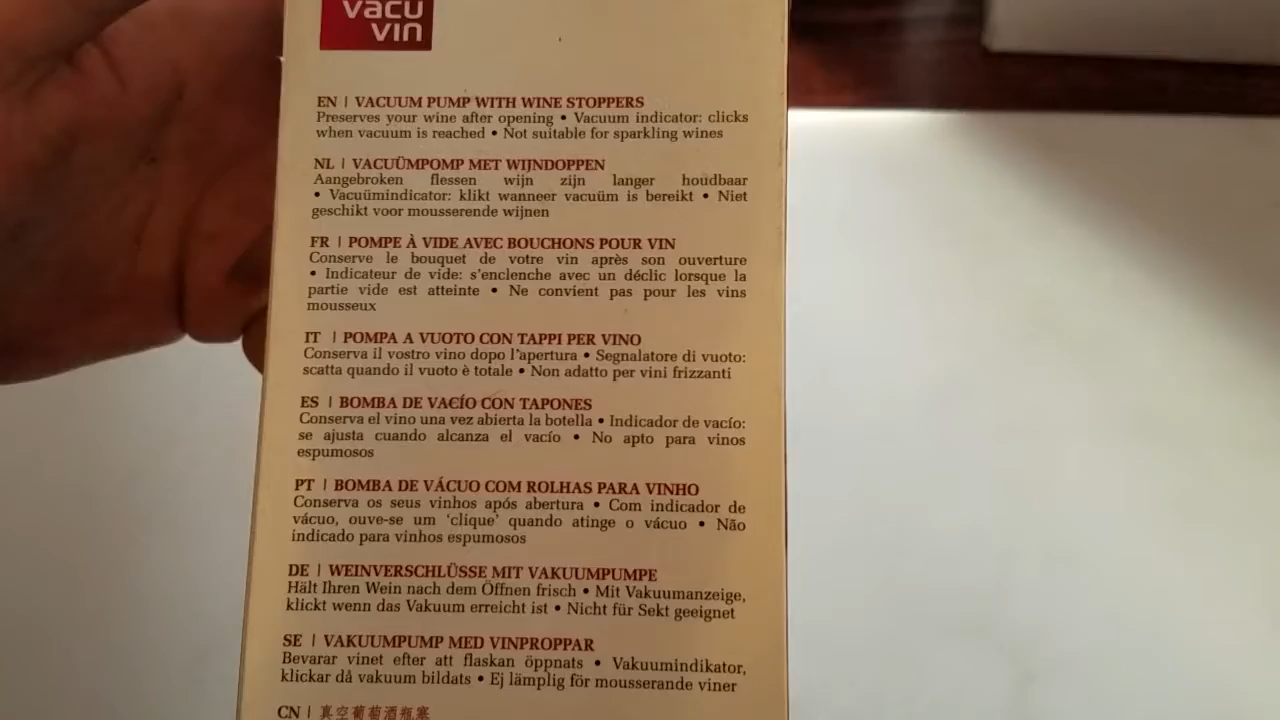 vacu
vin
EN | VACUUM PUMP WITH WINE STOPPERS
Preserves your wine after opening • Vacuum indicator: clicks
when vacuum is reached • Not suitable for sparkling wines
NL | VACUÜMPOMP MET WIJNDOPPEN
Aangebroken flessen wijn zijn langer houdbaar
• Vacuümindicator: klikt wanneer vacuüm is bereikt • Niet
geschikt voor mousserende wijnen
FR | POMPE À VIDE AVEC BOUCHONS POUR VIN
Conserve le bouquet de votre vin après son ouverture
• Indicateur de vide: s'enclenche avec un déclic lorsque la
partie vide est atteinte • Ne convient pas pour les vins
mousseux
IT | POMPA A VUOTO CON TAPPI PER VINO
Conserva il vostro vino dopo l'apertura • Segnalatore di vuoto:
scatta quando il vuoto è totale • Non adatto per vini frizzanti
ES | BOMBA DE VACÍO CON TAPONES
Conserva el vino una vez abierta la botella • Indicador de vacío:
se ajusta cuando alcanza el vacío • No apto para vinos
espumosos
PT | BOMBA DE VÁCUO COM ROLHAS PARA VINHO
Conserva os seus vinhos após abertura • Com indicador de
vácuo, ouve-se um 'clique' quando atinge o vácuo • Não
indicado para vinhos espumosos
DE | WEINVERSCHLÜSSE MIT VAKUUMPUMPE
Hält Ihren Wein nach dem Öffnen frisch • Mit Vakuumanzeige,
klickt wenn das Vakuum erreicht ist • Nicht für Sekt geeignet
SE | VAKUUMPUMP MED VINPROPPAR
Bevarar vinet efter att flaskan öppnats • Vakuumindikator,
klickar då vakuum bildats • Ej lämplig för mousserande viner
CN | 真空葡萄酒瓶塞